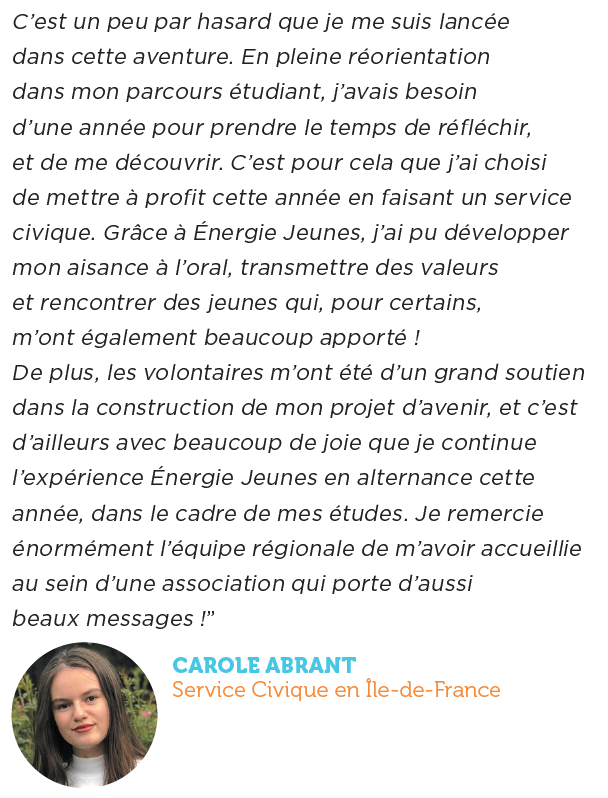 C’est un peu par hasard que je me suis lancée
dans cette aventure. En pleine réorientation
dans mon parcours étudiant, j’avais besoin
d’une année pour prendre le temps de réfléchir,
et de me découvrir. C’est pour cela que j’ai choisi
de mettre à profit cette année en faisant un service
civique. Grâce à Énergie Jeunes, j’ai pu développer
mon aisance à l’oral, transmettre des valeurs
et rencontrer des jeunes qui, pour certains,
m’ont également beaucoup apporté !
De plus, les volontaires m’ont été d’un grand soutien
dans la construction de mon projet d’avenir, et c’est
d’ailleurs avec beaucoup de joie que je continue
l’expérience Énergie Jeunes en alternance cette
année, dans le cadre de mes études. Je remercie
énormément l’équipe régionale de m’avoir accueillie
au sein d’une association qui porte d’aussi
beaux messages !”
CAROLE ABRANT
Service Civique en Île-de-France